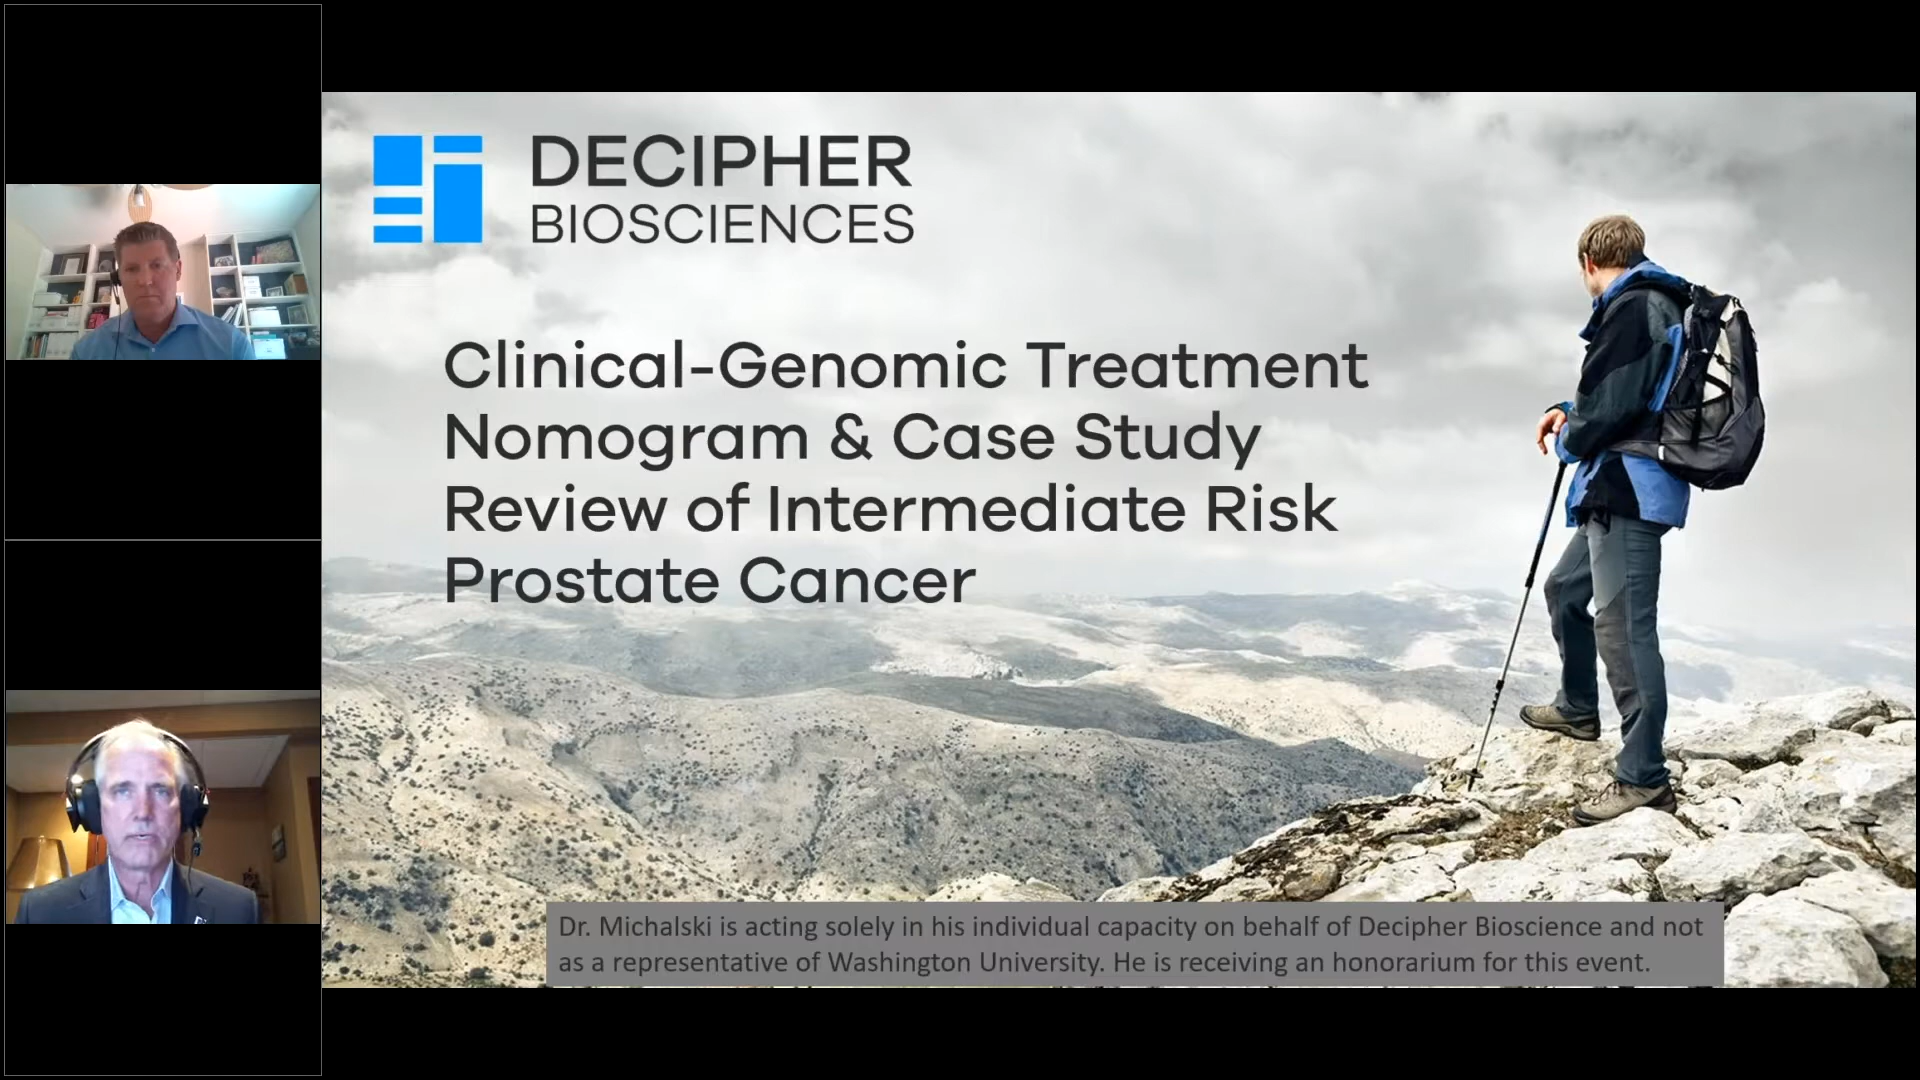 DECIPHER
BIOSCIENCES
Clinical-Genomic Treatment
Nomogram & Case Study
Review of Intermediate Risk
Prostate Cancer
Dr. Michalski is acting solely in his individual capacity on behalf of Decipher Bioscience and not
as a representative of Washington University. He is receiving an honorarium for this event.